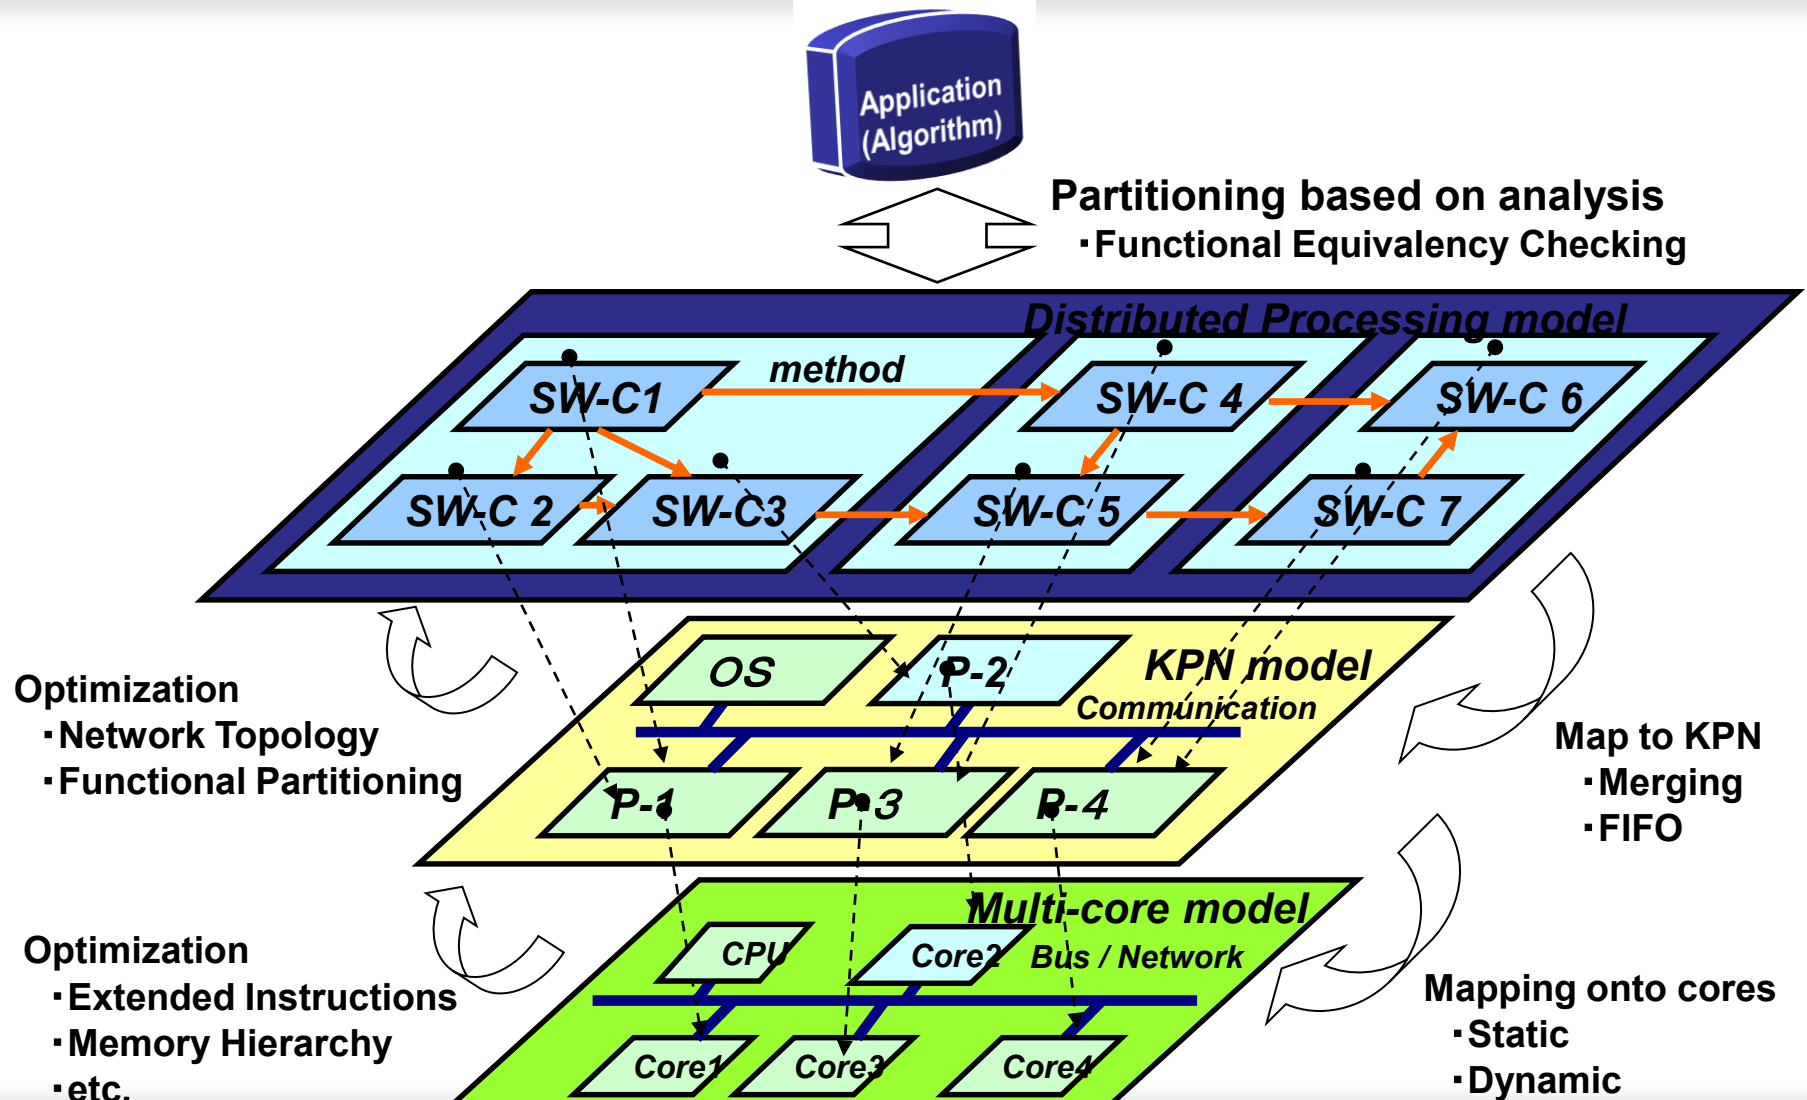 Application
(Algorithm)
Partitioning based on analysis
・Functional Equivalency Checking
Distributed Processing model
method
SW-C1
SW-C 4
SW-C 6
SW-C 2
SW-C3
SW-C 5
SW-C 7
OS
P-2
KPN model
Communication
Optimization
・Network Topology
・Functional Partitioning
Map to KPN
・Merging
・FIFO
P-1
P-3
P-4
Multi-core model
CPU
Core2
Bus / Network
Optimization
・Extended Instructions
・Memory Hierarchy
・etc.
Mapping onto cores
・Static
・Dynamic
Core1
Core3
Core4